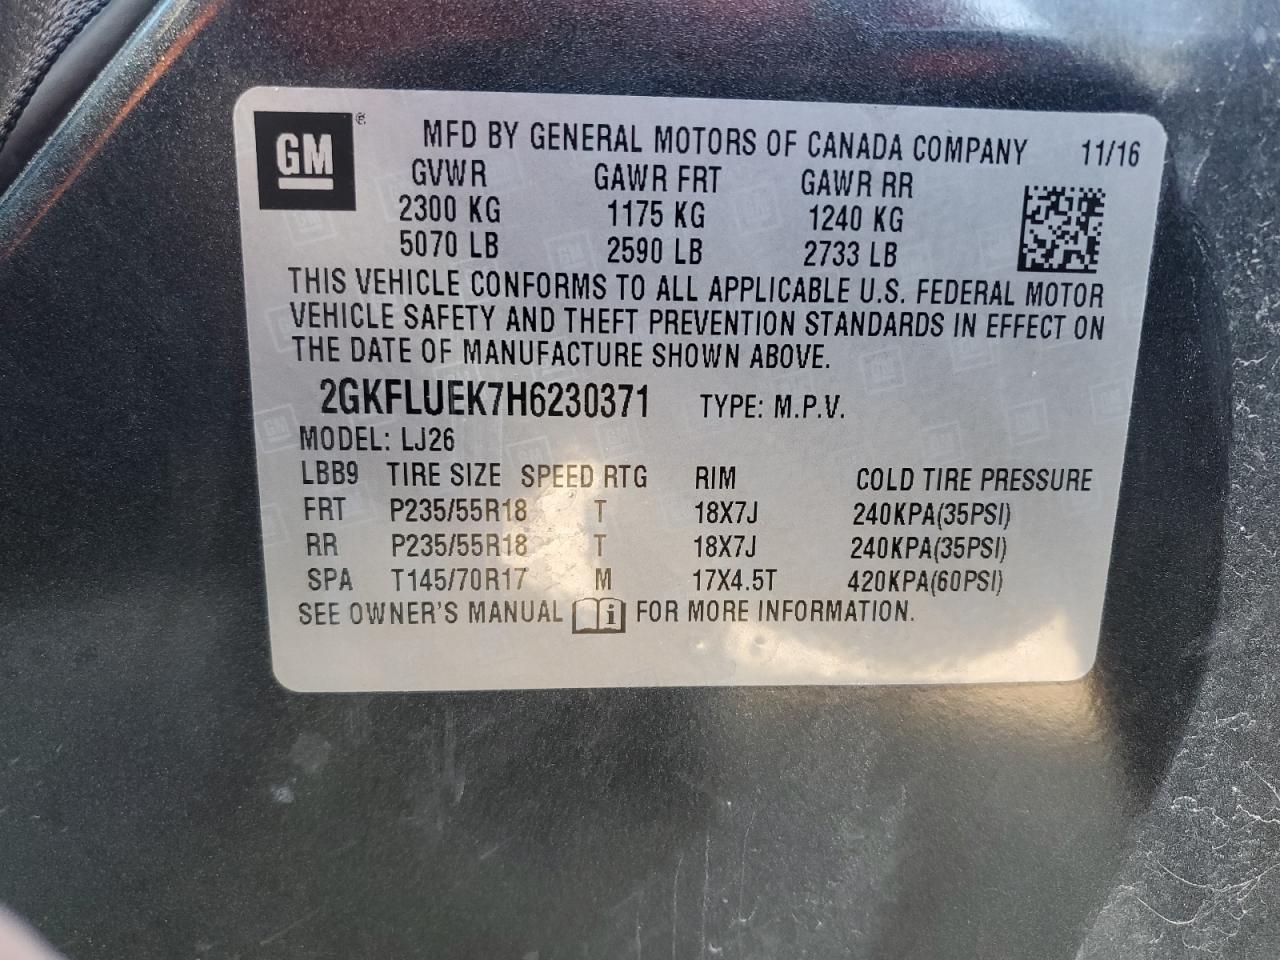 GM ®
MFD BY GENERAL MOTORS OF CANADA COMPANY 11/16
GVWR GAWR FRT GAWR RR
2300 KG 1175 KG 1240 KG
5070 LB 2590 LB 2733 LB
THIS VEHICLE CONFORMS TO ALL APPLICABLE U.S. FEDERAL MOTOR
VEHICLE SAFETY AND THEFT PREVENTION STANDARDS IN EFFECT ON
THE DATE OF MANUFACTURE SHOWN ABOVE.
2GKFLUEK7H6230371 TYPE: M.P.V.
MODEL: LJ26
LBB9 TIRE SIZE SPEED RTG RIM COLD TIRE PRESSURE
FRT P235/55R18 T 18X7J 240KPA(35PSI)
RR P235/55R18 T 18X7J 240KPA(35PSI)
SPA T145/70R17 M 17X4.5T 420KPA(60PSI)
SEE OWNER'S MANUAL i FOR MORE INFORMATION.